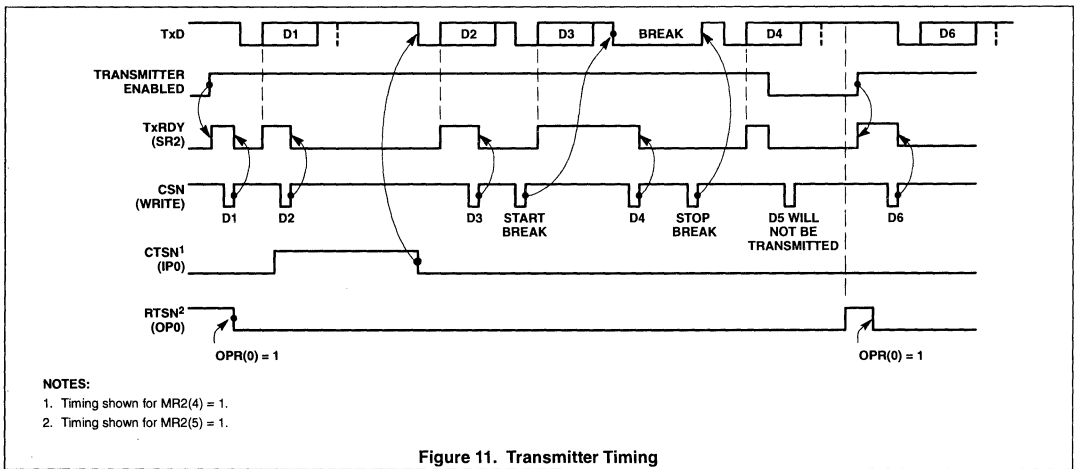 TxD
D1
D2
D3
BREAK
D4
D6
TRANSMITTER
ENABLED
TxRDY
(SR2)
CSN
(WRITE)
D1
D2
D3
START
BREAK
D4
STOP
BREAK
D5 WILL
NOT BE
TRANSMITTED
D6
CTSN1
(IP0)
RTSN2
(OP0)
OPR(0) = 1
OPR(0) = 1
NOTES:
1. Timing shown for MR2(4) = 1.
2. Timing shown for MR2(5) = 1.
Figure 11. Transmitter Timing